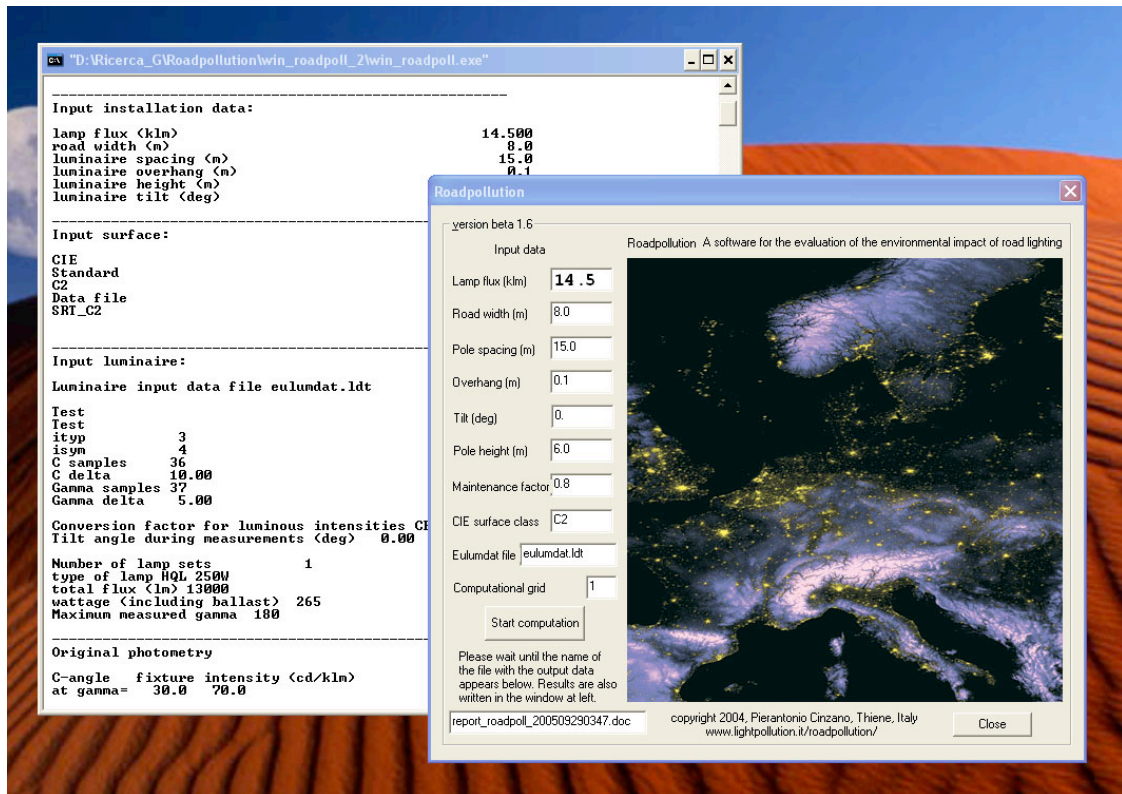 "D:\Ricerca_G\Roadpollution\win_roadpoll_2\win_roadpoll.exe"
Input installation data:
lamp flux (klm) 14.500
road width (m) 8.0
luminaire spacing (m) 15.0
luminaire overhang (m) 0.1
luminaire height (m)
luminaire tilt (deg)
Input surface:
CIE
Standard
C2
Data file
SRT_C2
Input luminaire:
Luminaire input data file eulumdat.ldt
Test
Test
ityp 3
isym 4
C samples 36
C delta 10.00
Gamma samples 37
Gamma delta 5.00
Conversion factor for luminous intensities
Tilt angle during measurements (deg) 0.00
Number of lamp sets 1
type of lamp HQL 250W
total flux (lm) 13000
wattage (including ballast) 265
Maximum measured gamma 180
Original photometry
C-angle fixture intensity (cd/klm)
at gamma= 30.0 70.0
Roadpollution
version beta 1.6
Input data
Roadpollution A software for the evaluation of the environmental impact of road lighting
Lamp flux (klm) 14.5
Road width (m) 8.0
Pole spacing (m) 15.0
Overhang (m) 0.1
Tilt (deg) 0.
Pole height (m) 6.0
Maintenance factor 0.8
CIE surface class C2
Eulumdat file eulumdat.ldt
Computational grid 1
Start computation
Please wait until the name of
the file with the output data
appears below. Results are also
written in the window at left.
report_roadpoll_200509290347.doc
copyright 2004, Pierantonio Cinzano, Thiene, Italy
www.lightpollution.it/roadpollution/
Close